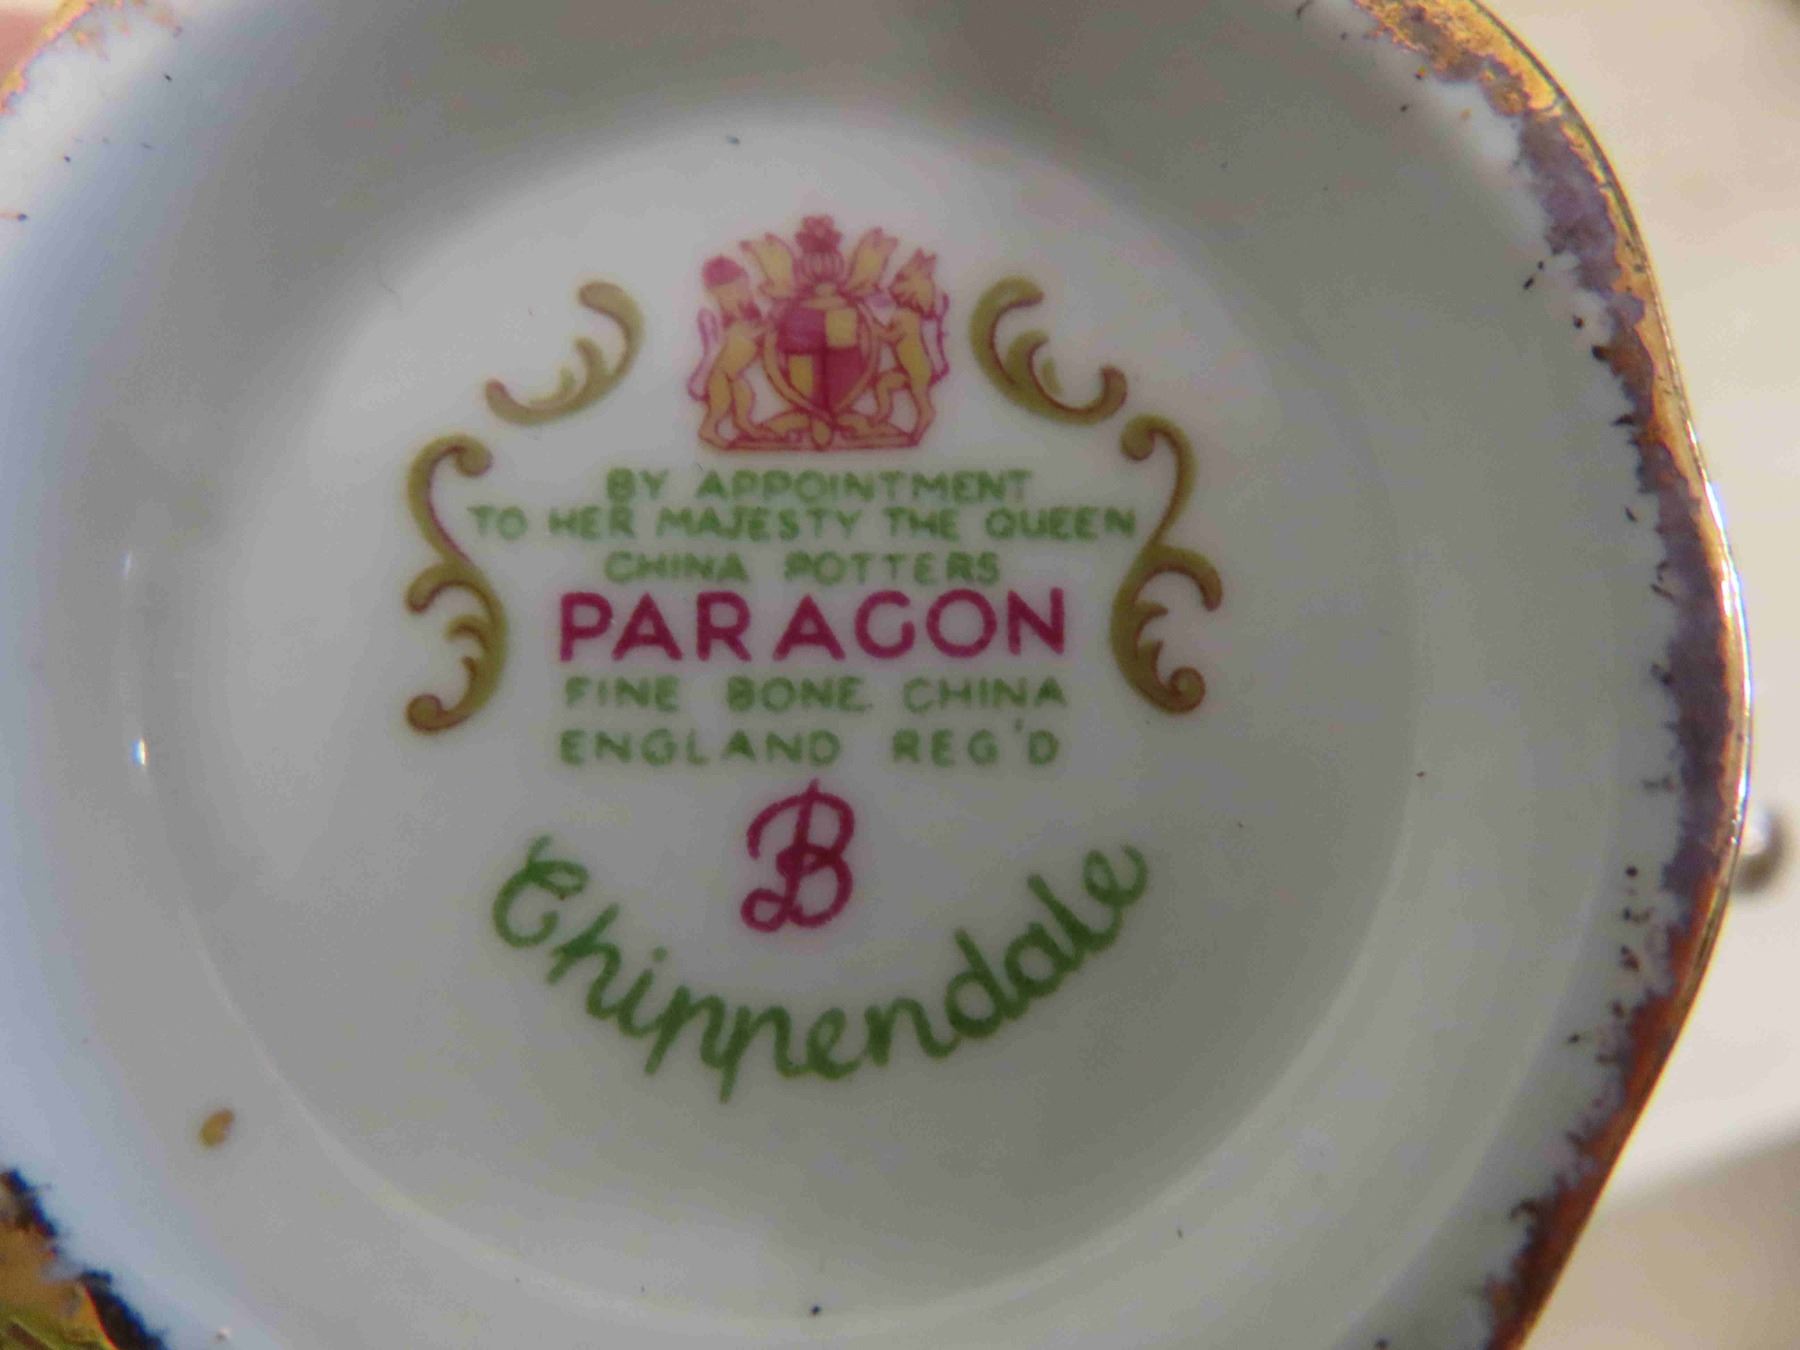 BY APPOINTMENT
TO HER MAJESTY THE QUEEN
CHINA POTTERS
PARAGON
FINE BONE CHINA
ENGLAND REG'D
B
Chippendale